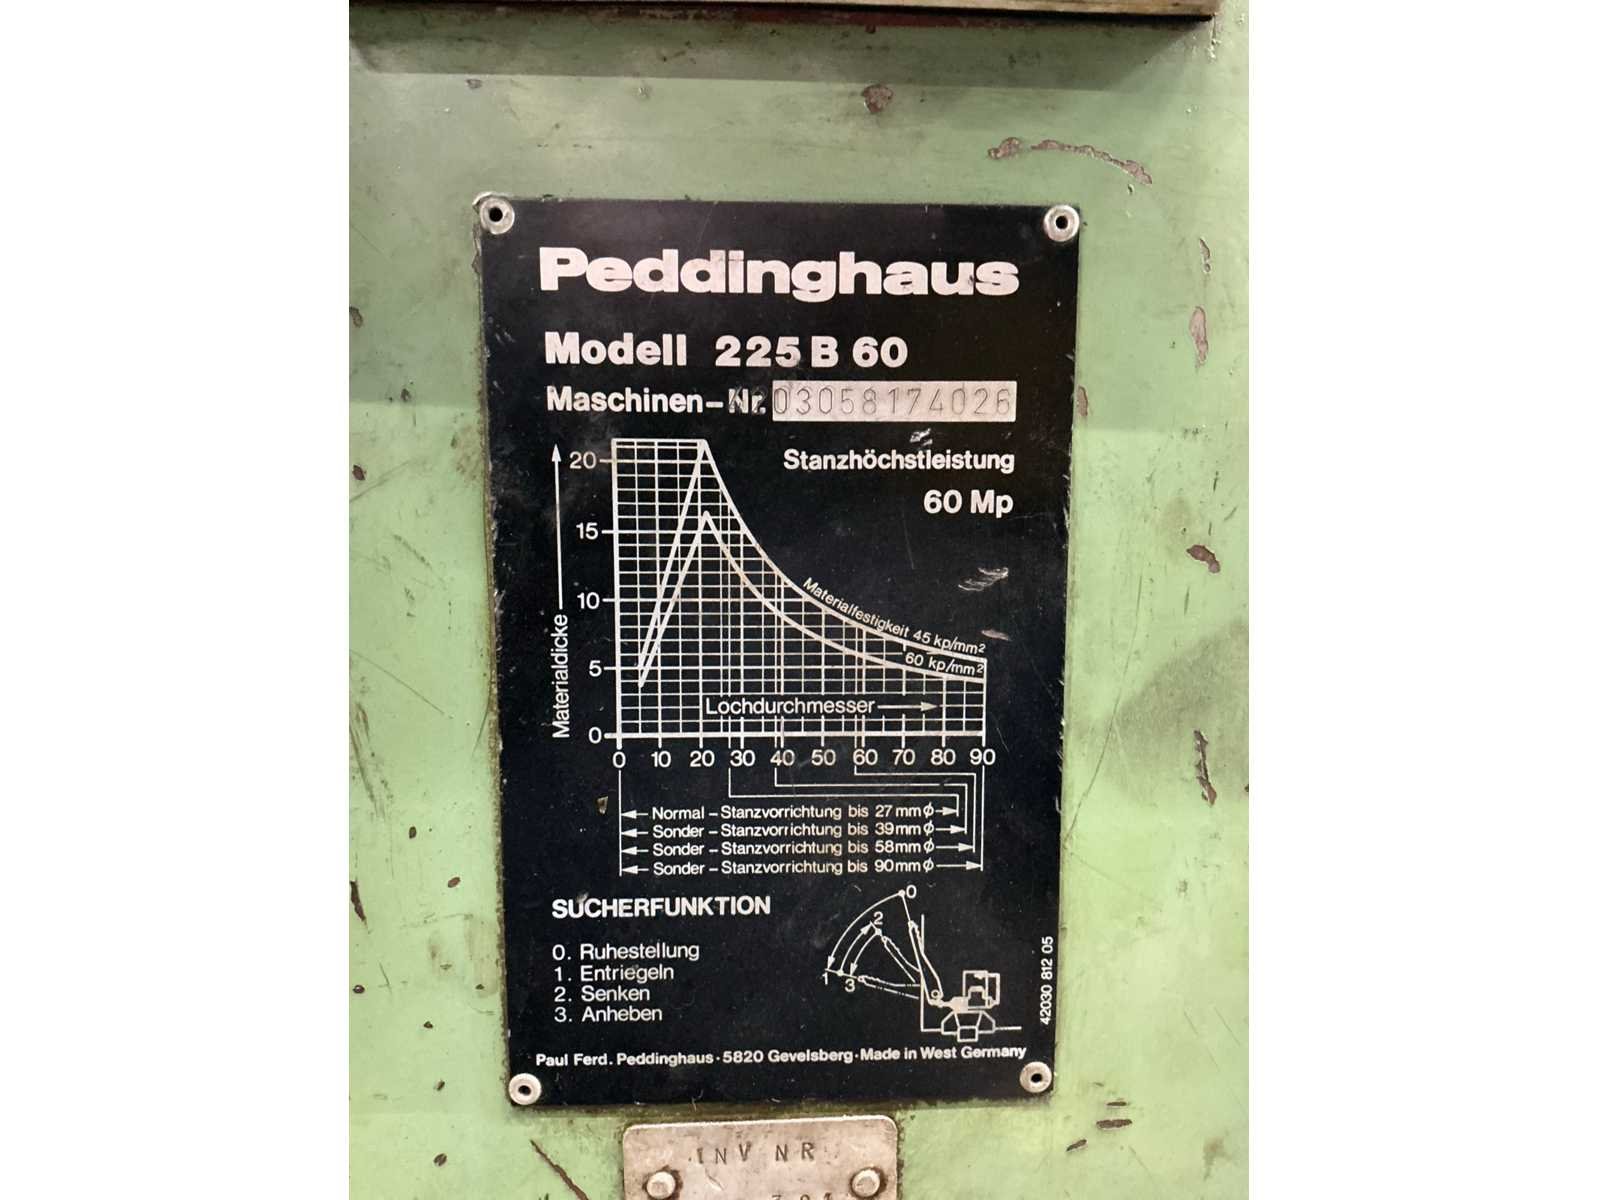 Peddinghaus
Modell 225 B 60
Maschinen-Nr. 03058174026
Stanzhöchstleistung
60 Mp
20
15
10
5
0
Materialdicke
Materialfestigkeit 45 kp/mm²
60 kp/mm²
Lochdurchmesser
0 10 20 30 40 50 60 70 80 90
Normal - Stanzvorrichtung bis 27 mm ϕ
Sonder - Stanzvorrichtung bis 39 mm ϕ
Sonder - Stanzvorrichtung bis 58 mm ϕ
Sonder - Stanzvorrichtung bis 90 mm ϕ
SUCHERFUNKTION
0. Ruhestellung
1. Entriegeln
2. Senken
3. Anheben
0
2
1
3
42030 812 05
Paul Ferd. Peddinghaus · 5820 Gevelsberg · Made in West Germany
INV NR